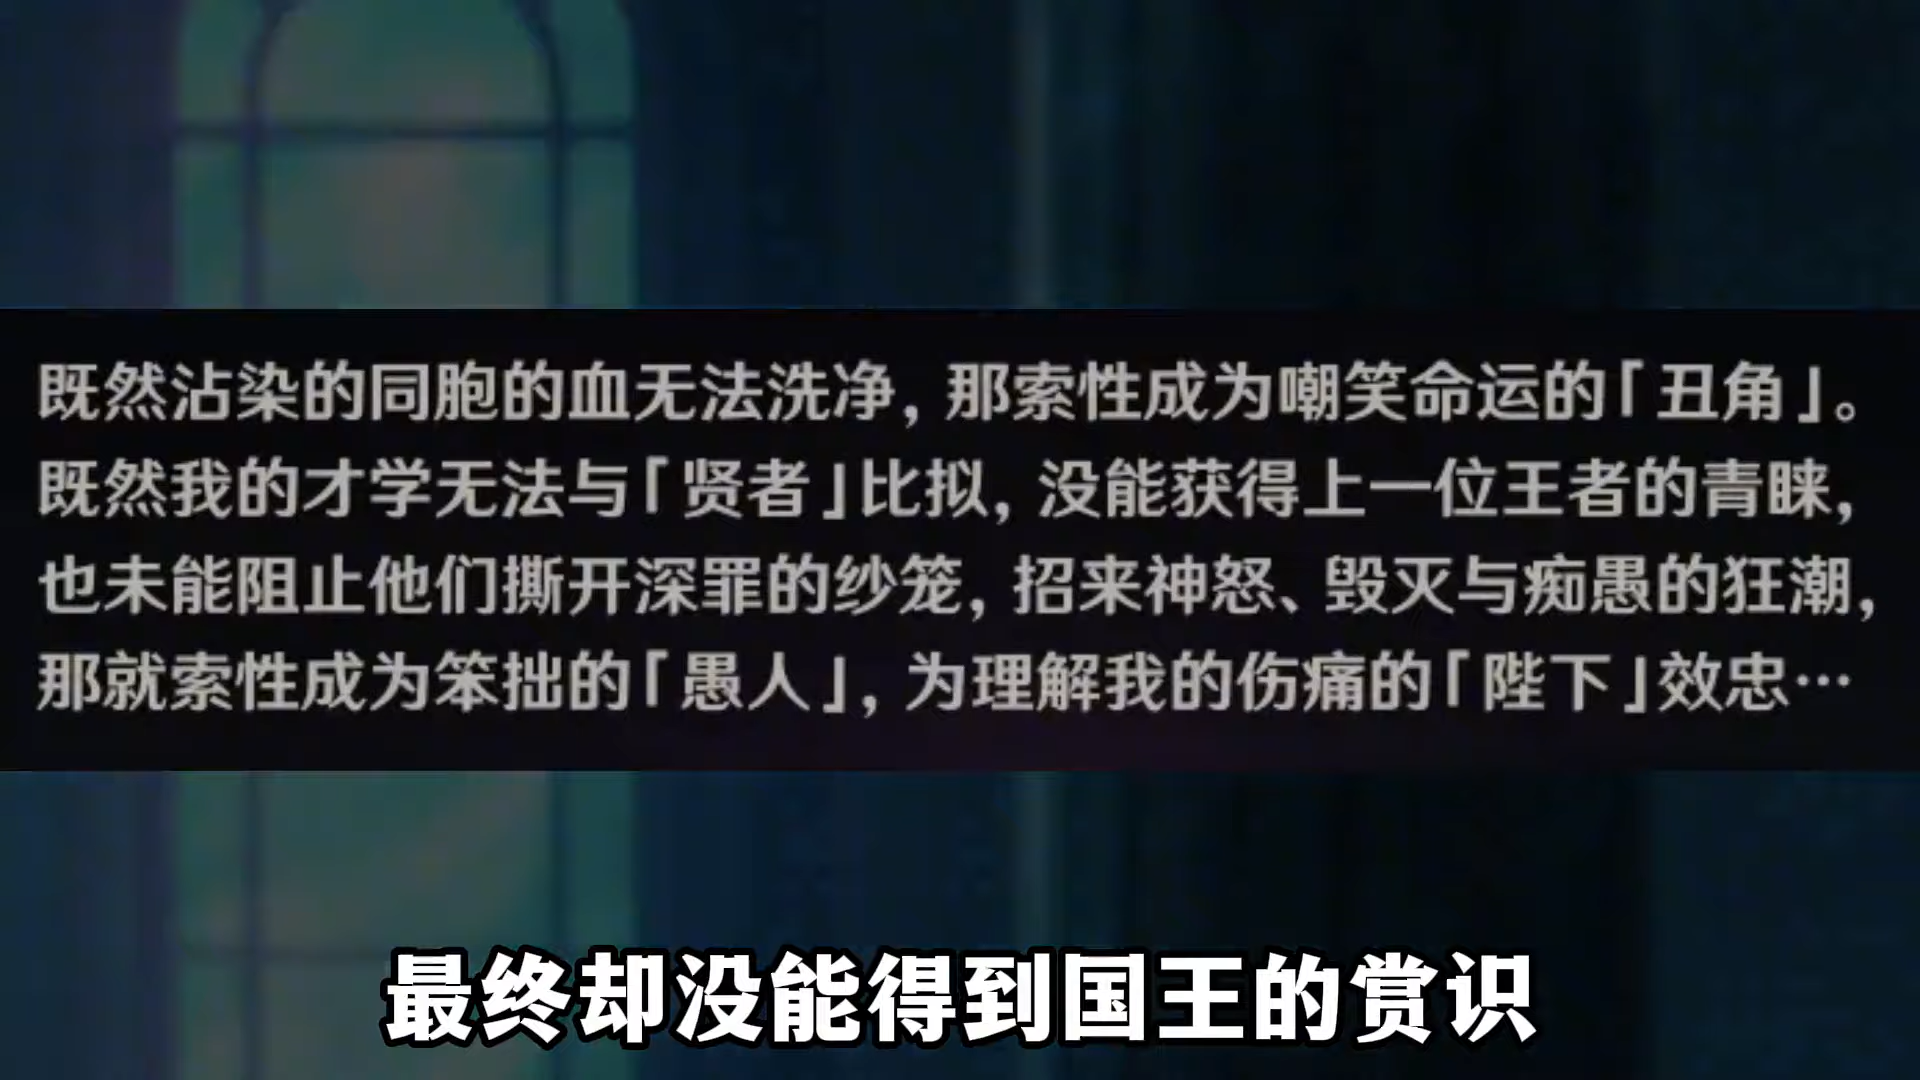 既然沾染的同胞的血无法洗净，那索性成为嘲笑命运的「丑角」。
既然我的才学无法与「贤者」比拟，没能获得上一位王者的青睐，
也未能阻止他们撕开深罪的纱笼，招来神怒、毁灭与痴愚的狂潮，
那就索性成为笨拙的「愚人」，为理解我的伤痛的「陛下」效忠…
最终却没能得到国王的赏识